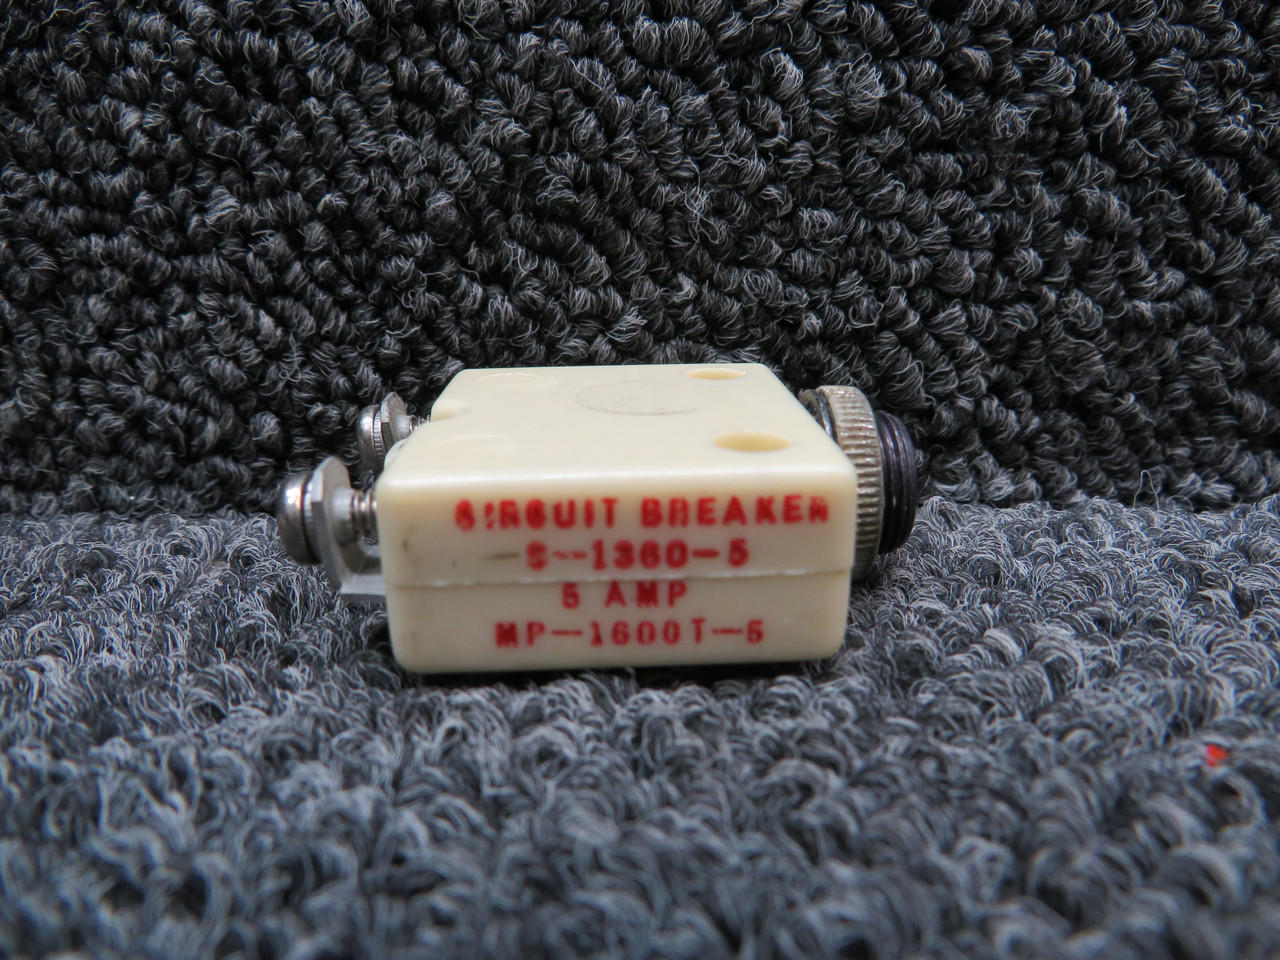 CIRCUIT BREAKER
S-1360-5
5 AMP
MP-1600T-5